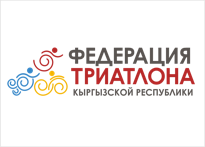 ФЕДЕРАЦИЯ
ТРИАТЛОНА
КЫРГЫЗСКОЙ РЕСПУБЛИКИ